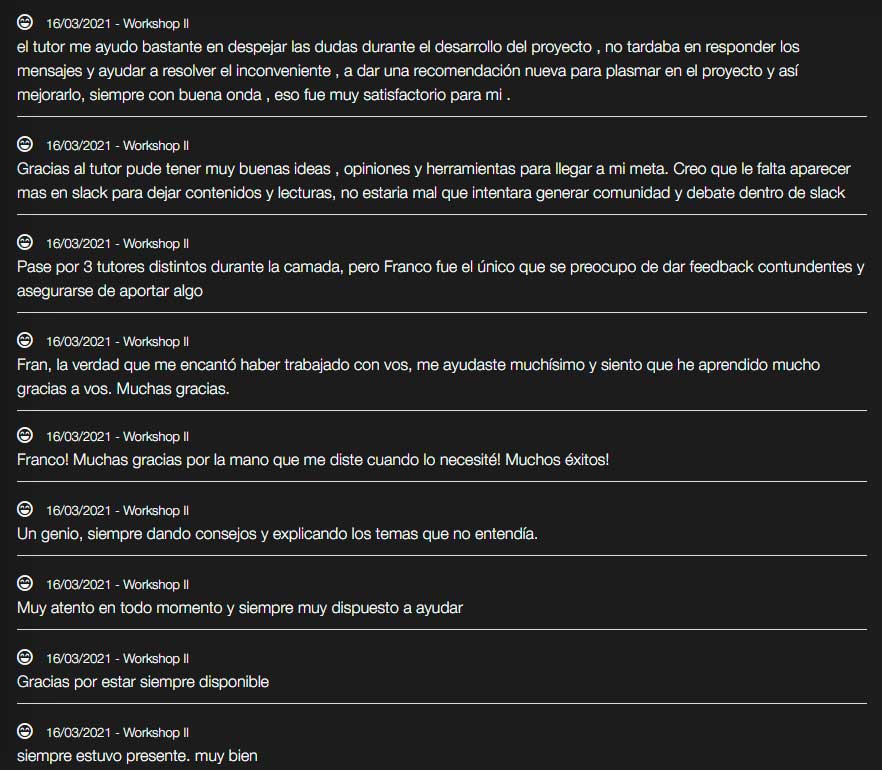 16/03/2021 - Workshop II
el tutor me ayudo bastante en despejar las dudas durante el desarrollo del proyecto , no tardaba en responder los
mensajes y ayudar a resolver el inconveniente , a dar una recomendación nueva para plasmar en el proyecto y así
mejorarlo, siempre con buena onda , eso fue muy satisfactorio para mi .
16/03/2021 - Workshop II
Gracias al tutor pude tener muy buenas ideas , opiniones y herramientas para llegar a mi meta. Creo que le falta aparecer
mas en slack para dejar contenidos y lecturas, no estaria mal que intentara generar comunidad y debate dentro de slack
16/03/2021 - Workshop II
Pase por 3 tutores distintos durante la camada, pero Franco fue el único que se preocupo de dar feedback contundentes y
asegurarse de aportar algo
16/03/2021 - Workshop II
Fran, la verdad que me encantó haber trabajado con vos, me ayudaste muchísimo y siento que he aprendido mucho
gracias a vos. Muchas gracias.
16/03/2021 - Workshop II
Franco! Muchas gracias por la mano que me diste cuando lo necesité! Muchos éxitos!
16/03/2021 - Workshop II
Un genio, siempre dando consejos y explicando los temas que no entendía.
16/03/2021 - Workshop II
Muy atento en todo momento y siempre muy dispuesto a ayudar
16/03/2021 - Workshop II
Gracias por estar siempre disponible
16/03/2021 - Workshop II
siempre estuvo presente. muy bien